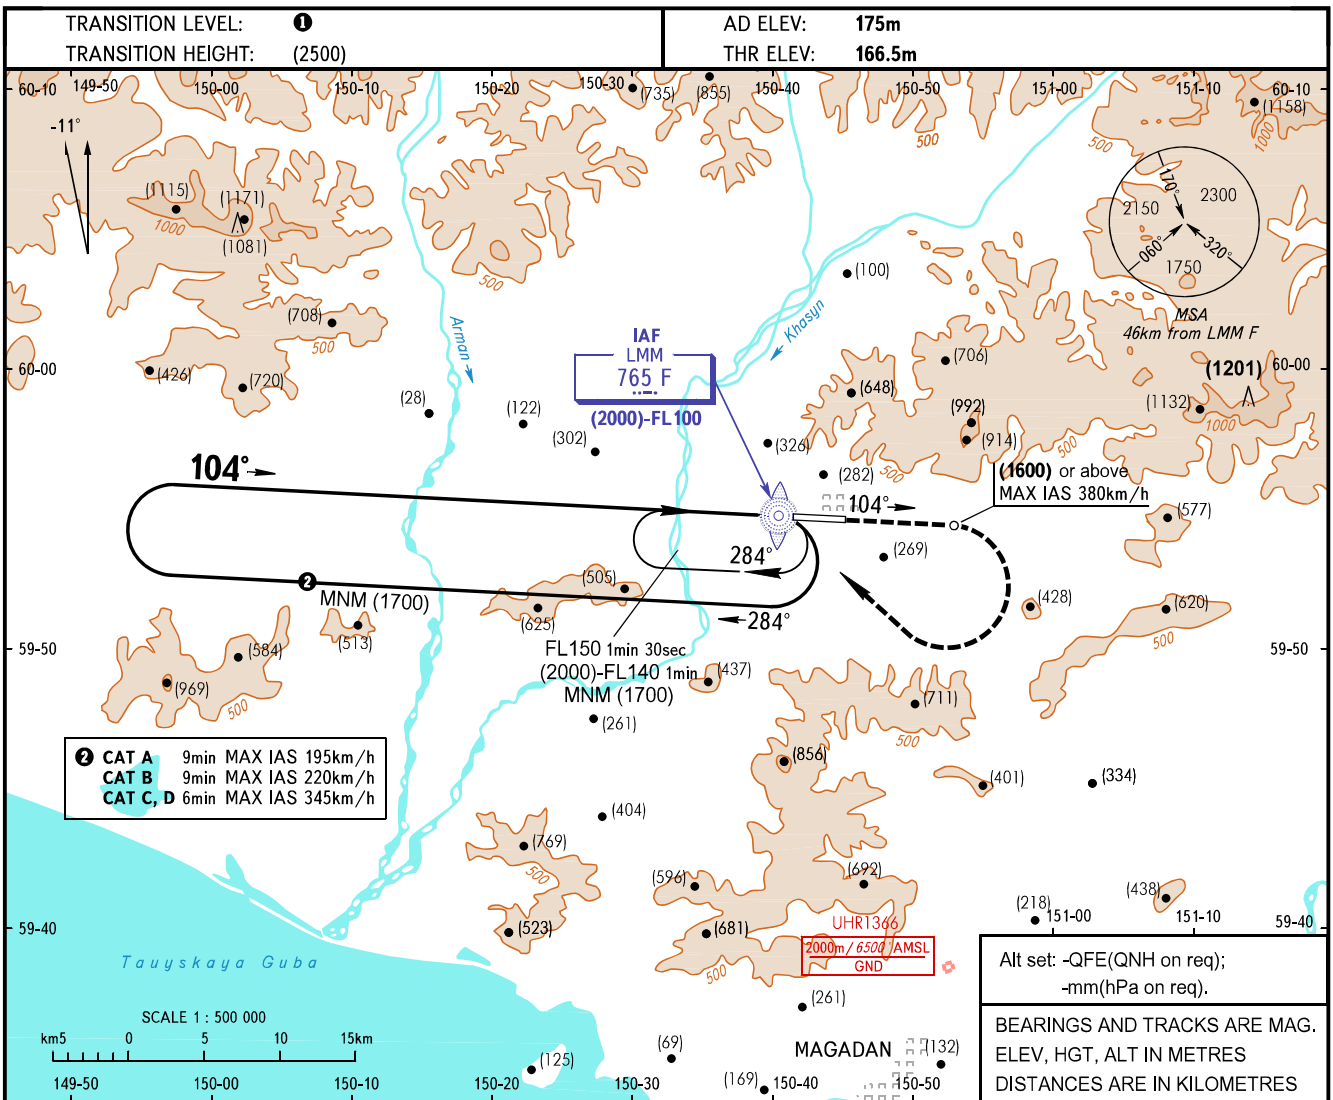 TRANSITION LEVEL: ❶
TRANSITION HEIGHT: (2500)
AD ELEV: 175m
THR ELEV: 166.5m
60-10 149-50 150-00 150-10 150-20 150-30 150-40 150-50 151-00 151-10 60-10
(735) (855) (1158)
-11°
500 500 1000
(1115) (1171)
1000 (1081)
500
170° 2300
2150
060° 320°
1750
MSA
46km from LMM F
(100)
Khasyn
Arman
(708)
500
IAF
LMM
765 F
(2000)-FL100
(706)
(1201)
60-00 60-00
(426) (720)
(648)
(28) (122)
(992) (1132)
1000
(302) (326) (914)
500
(282) 500
104°
(1600) or above
MAX IAS 380km/h
104°
(577)
284°
(269)
❷
MNM (1700)
(505)
(625)
284°
(428) (620)
500
(513)
FL150 1min 30sec
(2000)-FL140 1min
MNM (1700)
59-50 59-50
(584)
(969)
500
(437)
(261)
(711)
500
❷ CAT A 9min MAX IAS 195km/h
CAT B 9min MAX IAS 220km/h
CAT C, D 6min MAX IAS 345km/h
(856)
(401) (334)
(404)
(769)
500
(596) (692)
(438)
(218) 151-00 151-10 59-40
59-40
(523) (681)
500
UHR1366
2000m/6500' AMSL
GND
Tauyskaya Guba
Alt set: -QFE(QNH on req);
-mm(hPa on req).
(261)
SCALE 1 : 500 000
km5 0 5 10 15km
BEARINGS AND TRACKS ARE MAG.
ELEV, HGT, ALT IN METRES
DISTANCES ARE IN KILOMETRES
MAGADAN
(69) (132)
(125)
(169)
149-50 150-00 150-10 150-20 150-30 150-40 150-50